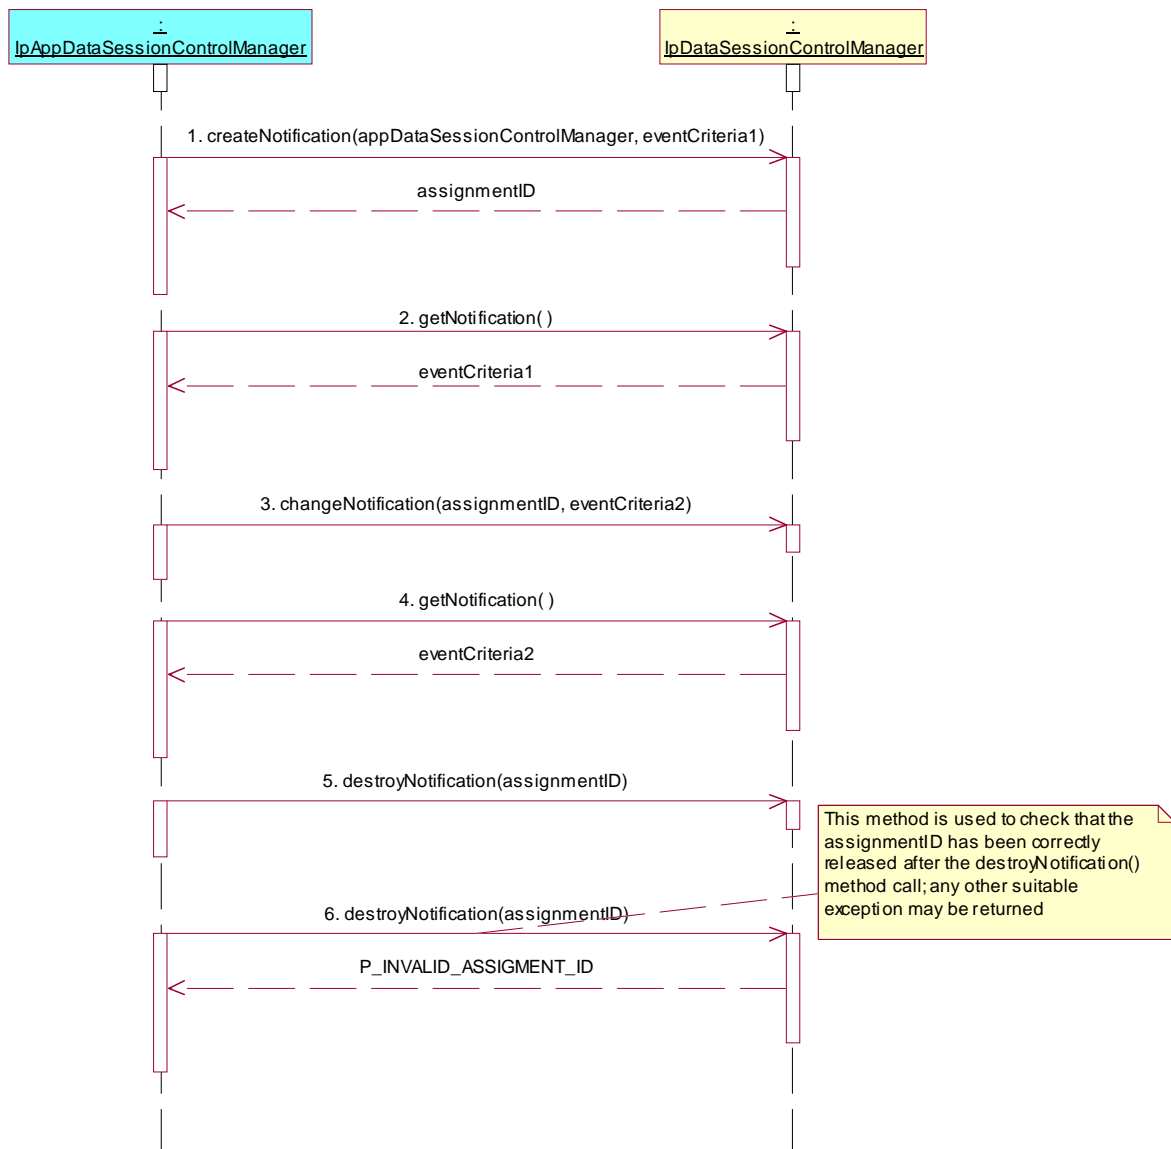 :
IpAppDataSessionControlManager
:
IpDataSessionControlManager
1. createNotification(appDataSessionControlManager, eventCriteria1)
assignmentID
2. getNotification( )
eventCriteria1
3. changeNotification(assignmentID, eventCriteria2)
4. getNotification( )
eventCriteria2
5. destroyNotification(assignmentID)
This method is used to check that the
assignmentID has been correctly
released after the destroyNotification()
method call; any other suitable
exception may be returned
6. destroyNotification(assignmentID)
P_INVALID_ASSIGMENT_ID